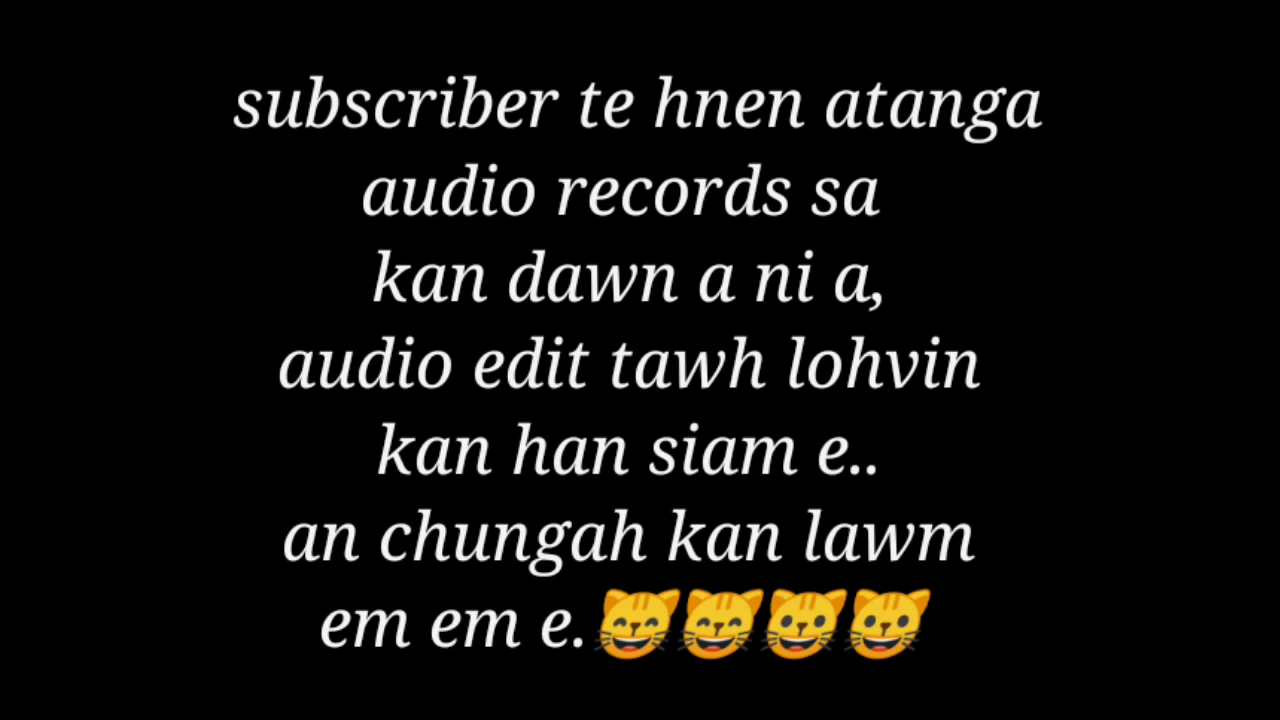 subscriber te hnen atanga
audio records sa
kan dawn a ni a,
audio edit tawh lohvin
kan han siam e..
an chungah kan lawm
em em e.😸😸😺😺